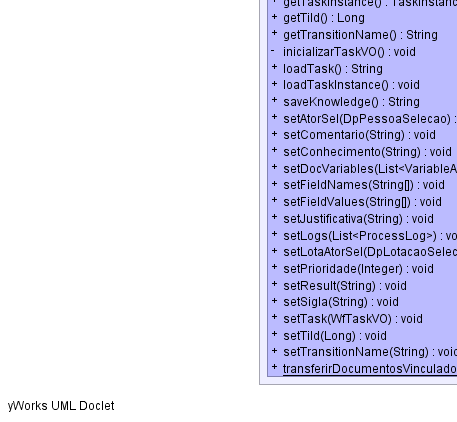 + getTaskInstance() : TaskInstanc
+ getTild() : Long
+ getTransitionName() : String
- inicializarTaskVO() : void
+ loadTask() : String
+ loadTaskInstance() : void
+ saveKnowledge() : String
+ setAtorSel(DpPessoaSelecao) :
+ setComentario(String) : void
+ setConhecimento(String) : void
+ setDocVariables(List<VariableA
+ setFieldNames(String[]) : void
+ setFieldValues(String[]) : void
+ setJustificativa(String) : void
+ setLogs(List<ProcessLog>) : vo
+ setLotaAtorSel(DpLotacaoSelec
+ setPrioridade(Integer) : void
+ setResult(String) : void
+ setSigla(String) : void
+ setTask(WfTaskVO) : void
+ setTild(Long) : void
+ setTransitionName(String) : voic
+ transferirDocumentosVinculado
yWorks UML Doclet